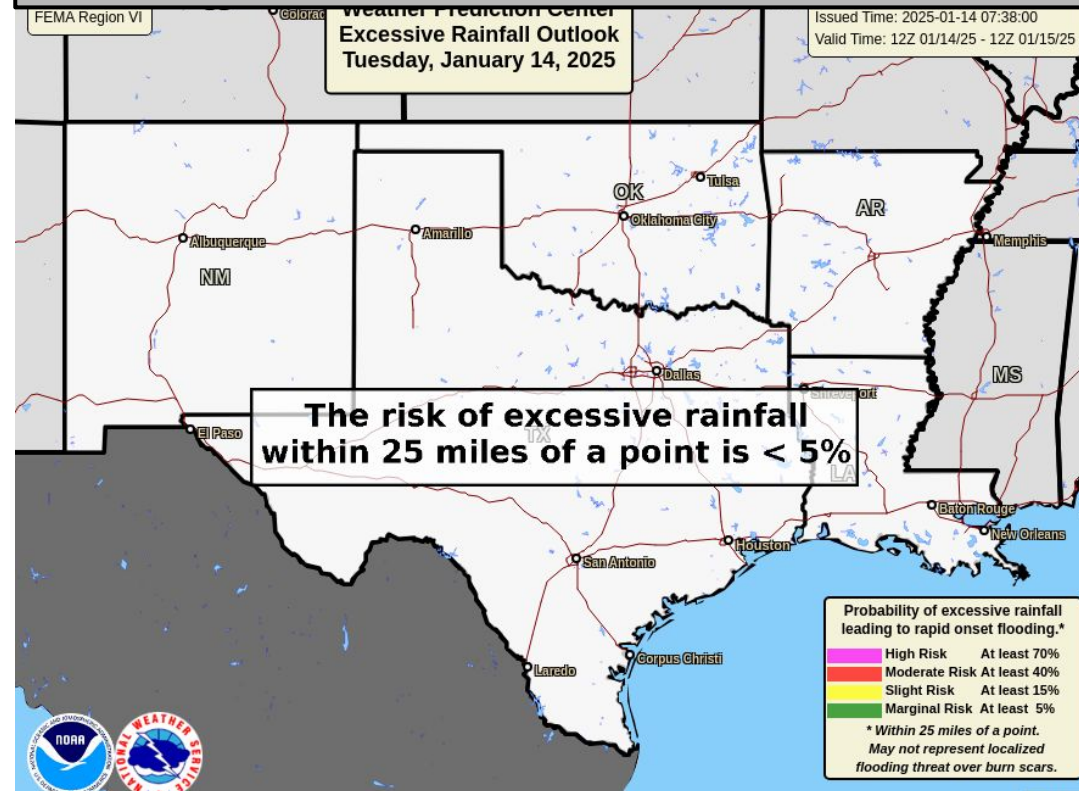 FEMA Region VI
Weather Prediction Center
Excessive Rainfall Outlook
Tuesday, January 14, 2025
Issued Time: 2025-01-14 07:38:00
Valid Time: 12Z 01/14/25 - 12Z 01/15/25
Colorad
OK
Tulsa
AR
Oklahoma City
Amarillo
Albuquerque
Memphis
NM
Dallas
MS
Shreveport
The risk of excessive rainfall
within 25 miles of a point is < 5%
El Paso
TX
LA
Baton Rouge
New Orleans
Houston
San Antonio
Laredo
Corpus Christi
Probability of excessive rainfall
leading to rapid onset flooding.*
High Risk At least 70%
Moderate Risk At least 40%
Slight Risk At least 15%
Marginal Risk At least 5%
* Within 25 miles of a point.
May not represent localized
flooding threat over burn scars.
NOAA
NATIONAL WEATHER SERVICE